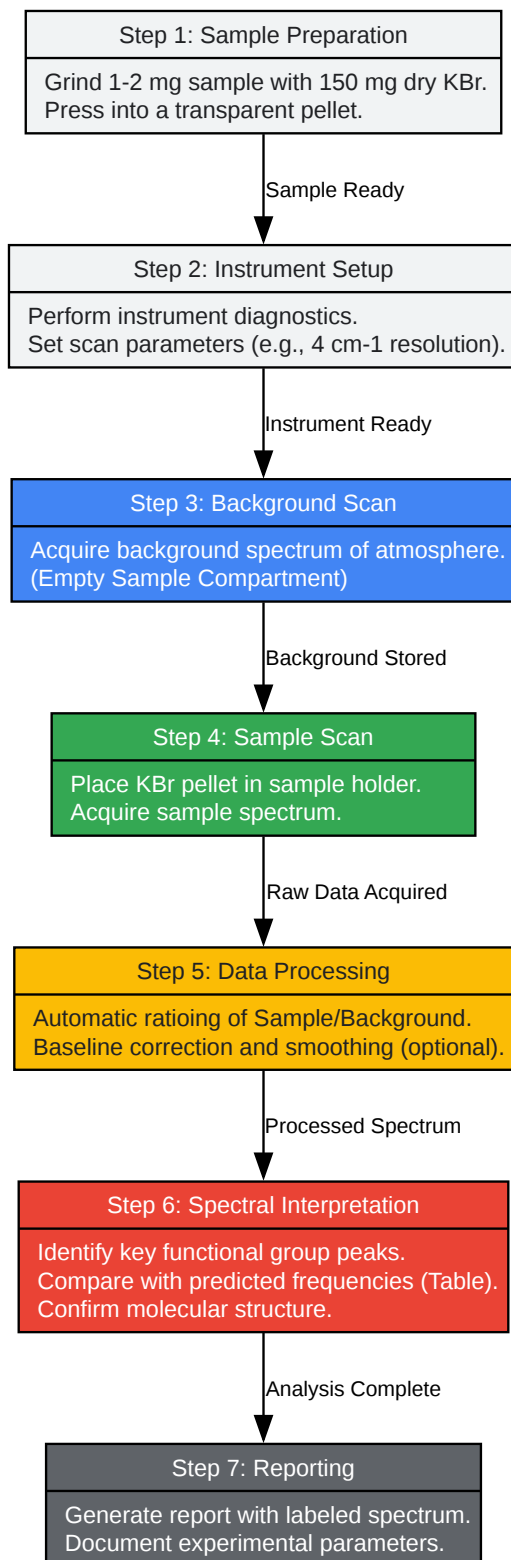 Step 1: Sample Preparation
Grind 1-2 mg sample with 150 mg dry KBr.
Press into a transparent pellet.
Sample Ready
Step 2: Instrument Setup
Perform instrument diagnostics.
Set scan parameters (e.g., 4 cm-1 resolution).
Instrument Ready
Step 3: Background Scan
Acquire background spectrum of atmosphere.
(Empty Sample Compartment)
Background Stored
Step 4: Sample Scan
Place KBr pellet in sample holder.
Acquire sample spectrum.
Raw Data Acquired
Step 5: Data Processing
Automatic ratioing of Sample/Background.
Baseline correction and smoothing (optional).
Processed Spectrum
Step 6: Spectral Interpretation
Identify key functional group peaks.
Compare with predicted frequencies (Table).
Confirm molecular structure.
Analysis Complete
Step 7: Reporting
Generate report with labeled spectrum.
Document experimental parameters.